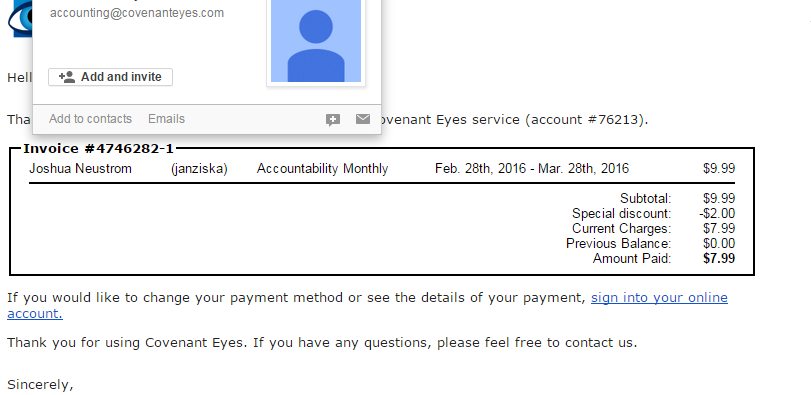 accounting@covenanteyes.com
Add and invite
Add to contacts Emails
Hell
Tha ovenant Eyes service (account #76213).
Invoice #4746282-1
Joshua Neustrom (janziska) Accountability Monthly Feb. 28th, 2016 - Mar. 28th, 2016 $9.99
Subtotal: $9.99
Special discount: -$2.00
Current Charges: $7.99
Previous Balance: $0.00
Amount Paid: $7.99
If you would like to change your payment method or see the details of your payment, sign into your online
account.
Thank you for using Covenant Eyes. If you have any questions, please feel free to contact us.
Sincerely,